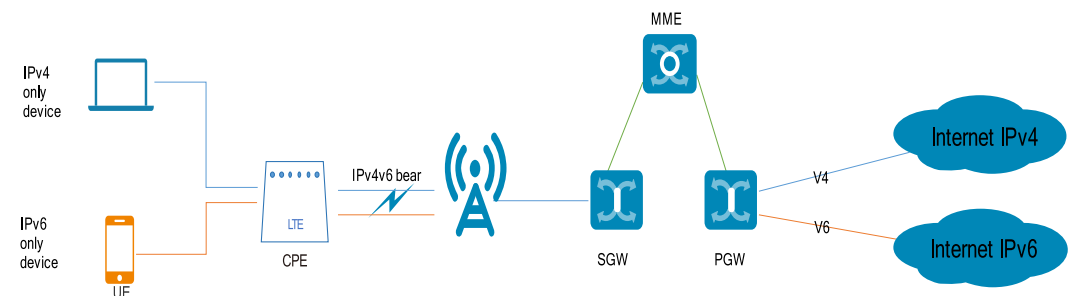 MME
IPv4
only
device
Internet IPv4
IPv4v6 bear
V4
IPv6
only
device
LTE
V6
Internet IPv6
CPE
SGW
PGW
UE